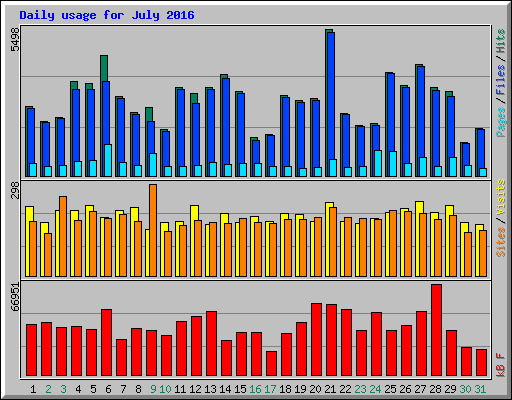 Daily usage for July 2016
5498
Pages / Files / Hits
298
Sites / Visits
66951
kB F
1 2 3 4 5 6 7 8 9 10 11 12 13 14 15 16 17 18 19 20 21 22 23 24 25 26 27 28 29 30 31